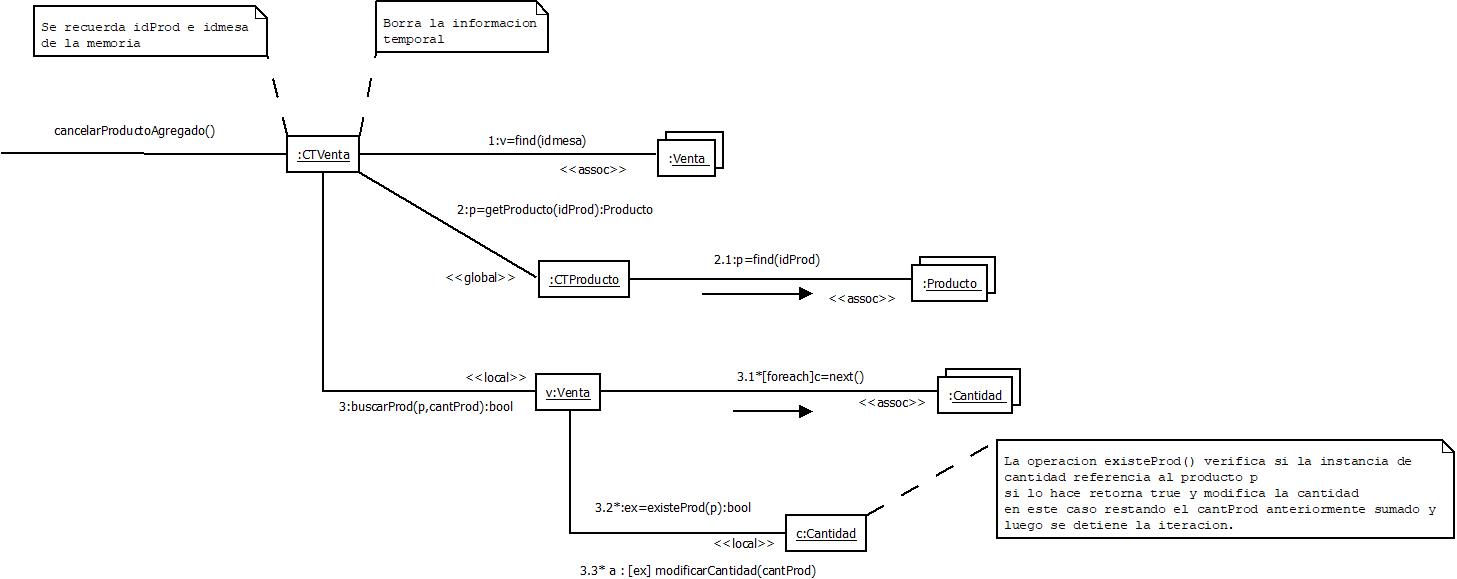 Se recuerda idProd e idmesa
de la memoria
Borra la informacion
temporal
cancelarProductoAgregado()
:CTVenta
1:v=find(idmesa)
<<assoc>>
:Venta
2:p=getProducto(idProd):Producto
<<global>>
:CTProducto
2.1:p=find(idProd)
<<assoc>>
:Producto
<<local>>
3:buscarProd(p,cantProd):bool
v:Venta
3.1*[foreach]c=next()
<<assoc>>
:Cantidad
La operacion existeProd() verifica si la instancia de
cantidad referencia al producto p
si lo hace retorna true y modifica la cantidad
en este caso restando el cantProd anteriormente sumado y
luego se detiene la iteracion.
3.2*:ex=existeProd(p):bool
<<local>>
c:Cantidad
3.3* a : [ex] modificarCantidad(cantProd)